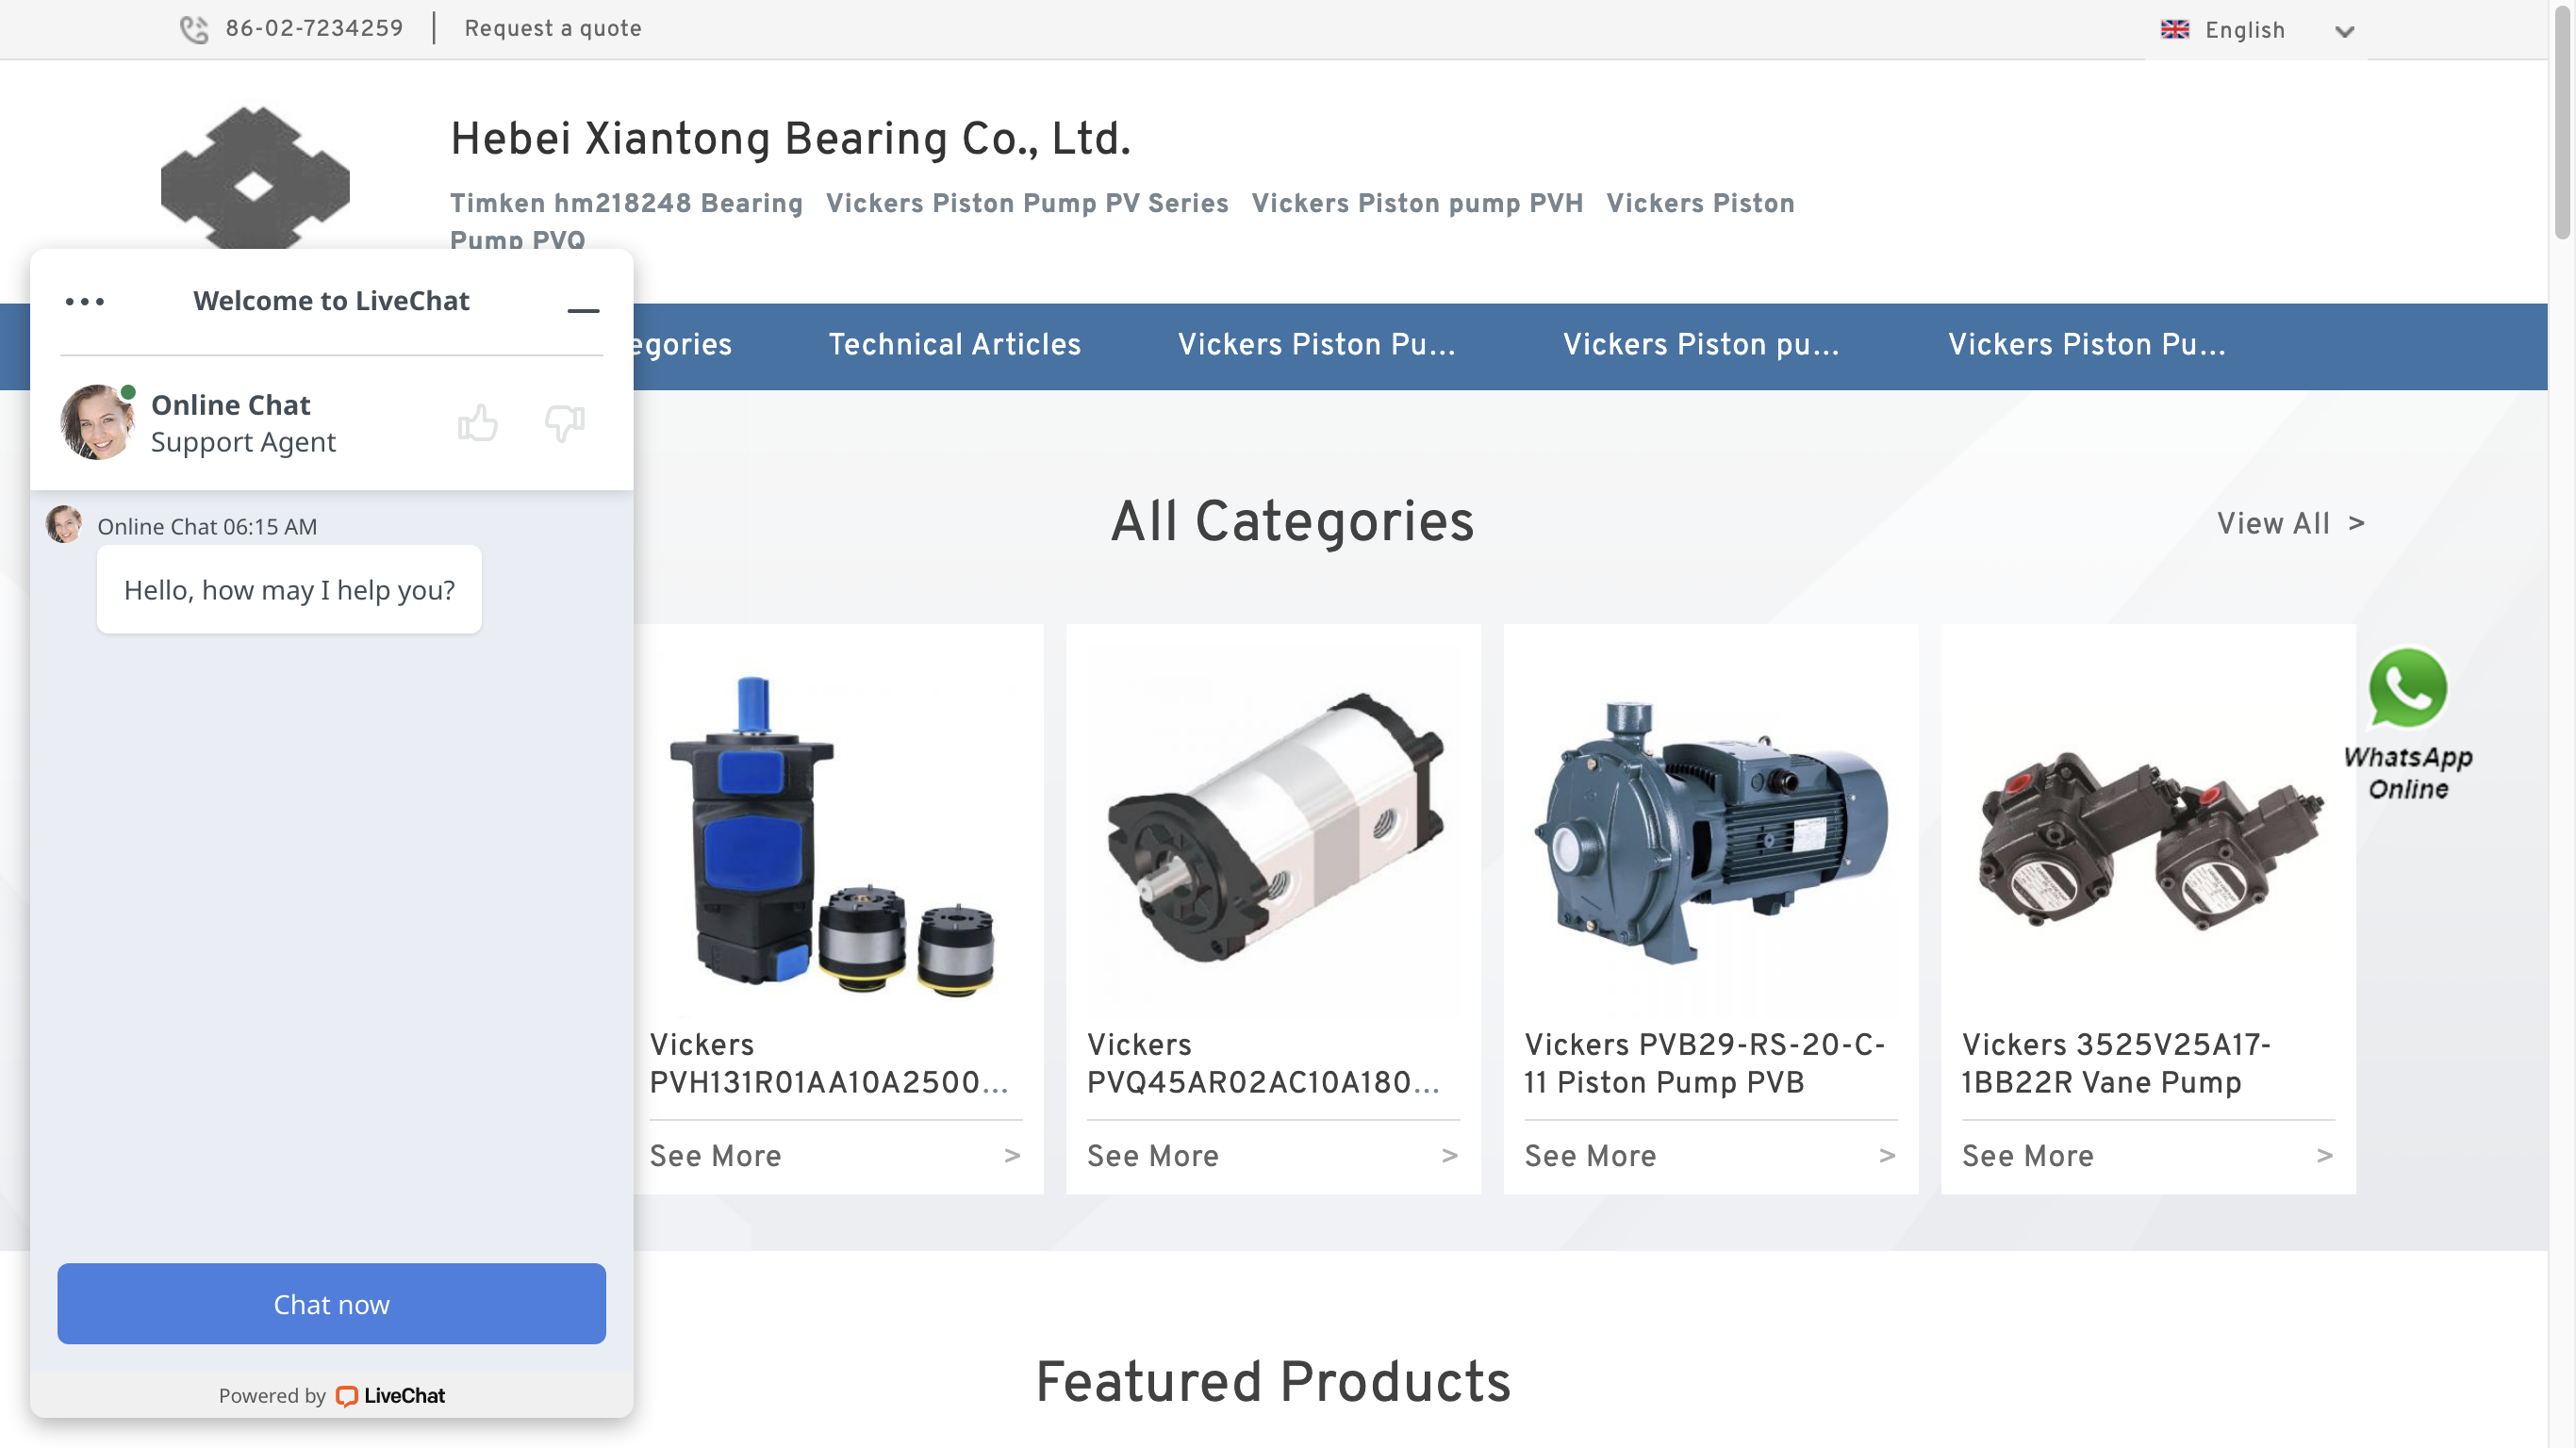 86-02-7234259 | Request a quote
English
Hebei Xiantong Bearing Co., Ltd.
Timken hm218248 Bearing Vickers Piston Pump PV Series Vickers Piston pump PVH Vickers Piston
Pump PVQ
Welcome to LiveChat
egories Technical Articles Vickers Piston Pu... Vickers Piston pu... Vickers Piston Pu...
Online Chat
Support Agent
Online Chat 06:15 AM
Hello, how may I help you?
All Categories
View All >
WhatsApp
Online
Vickers
PVH131R01AA10A2500...
See More >
Vickers
PVQ45AR02AC10A180...
See More >
Vickers PVB29-RS-20-C-
11 Piston Pump PVB
See More >
Vickers 3525V25A17-
1BB22R Vane Pump
See More >
Chat now
Powered by LiveChat
Featured Products